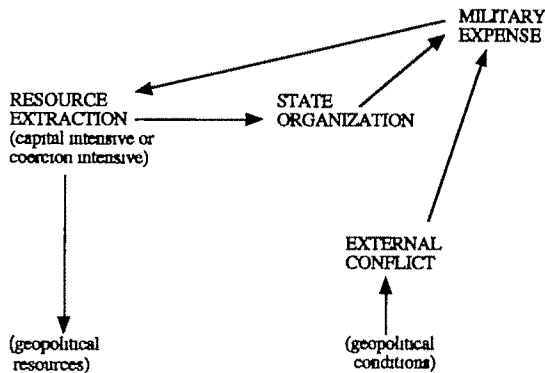 MILITARY
EXPENSE
RESOURCE
EXTRACTION
(capital intensive or
coercion intensive)
STATE
ORGANIZATION
EXTERNAL
CONFLICT
(geopolitical
resources)
(geopolitical
conditions)